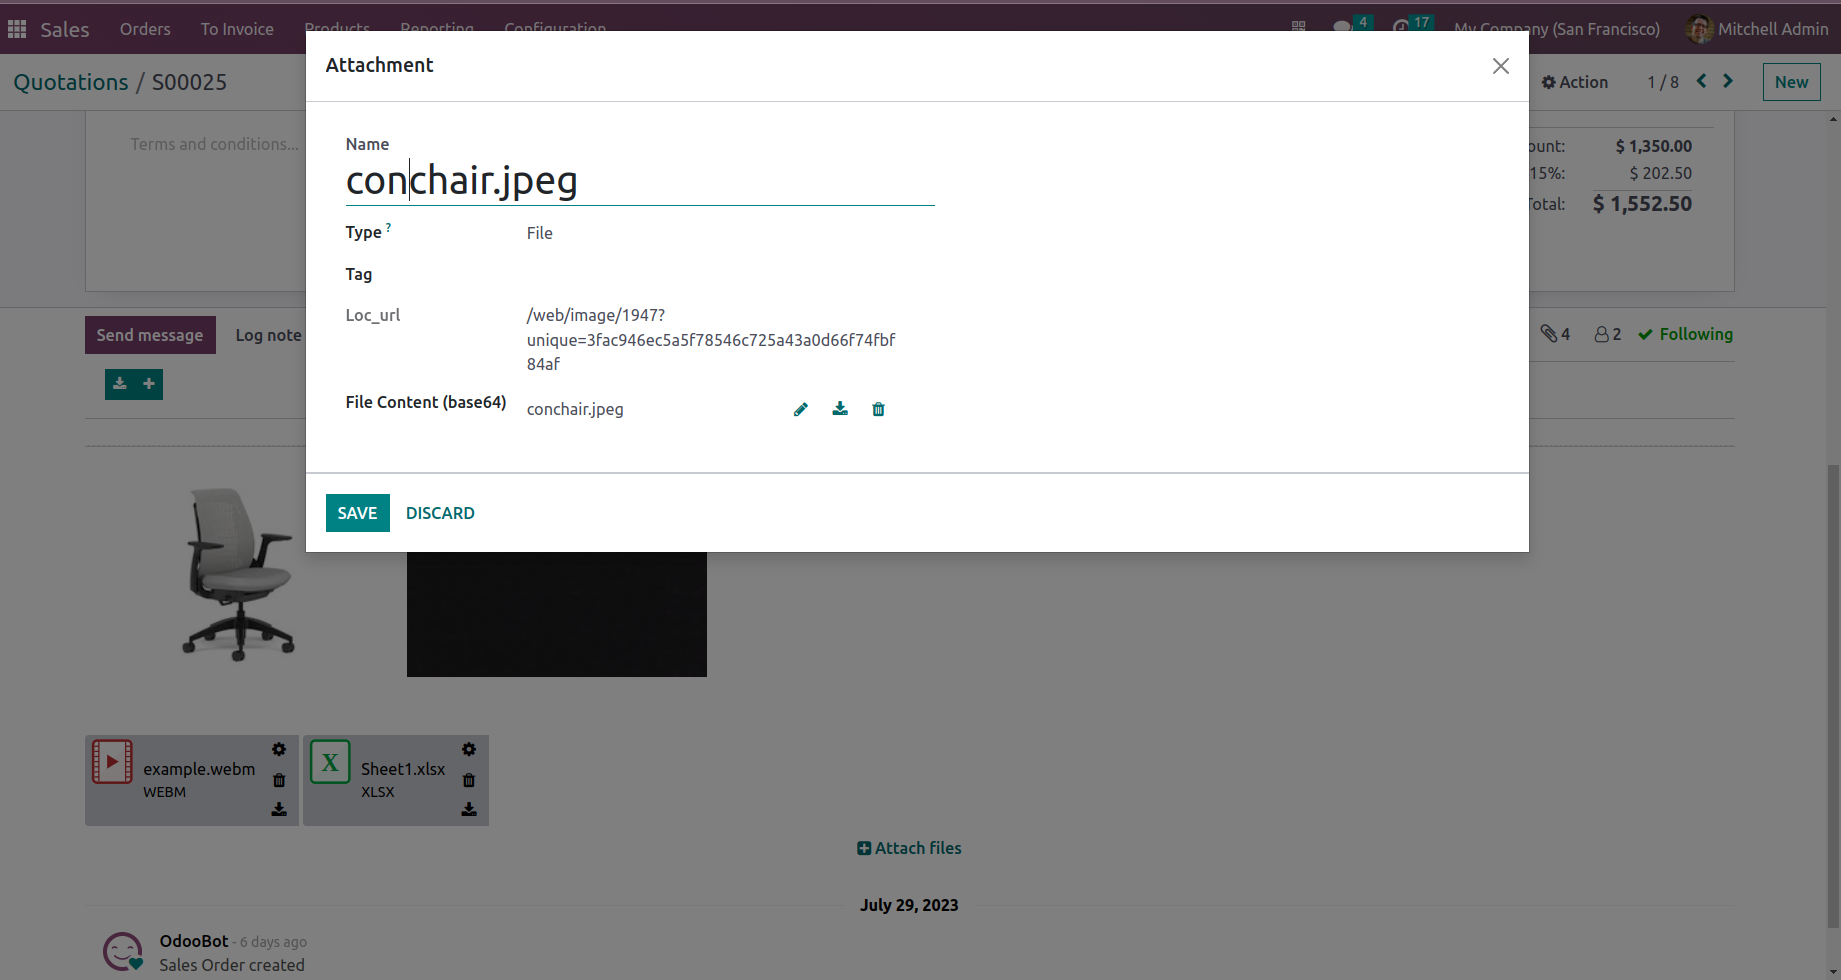 Sales Orders To Invoice Products Reporting Configuration 4 17 My Company (San Francisco) Mitchell Admin
Quotations / S00025
Action 1 / 8 New
Attachment
Terms and conditions...
ount: $ 1,350.00
15%: $ 202.50
Total: $ 1,552.50
Name
conchair.jpeg
Type ? File
Tag
Loc_url /web/image/1947?
unique=3fac946ec5a5f78546c725a43a0d66f74fbf
84af
File Content (base64) conchair.jpeg
SAVE DISCARD
Send message Log note 4 2 Following
example.webm
WEBM
X
Sheet1.xlsx
XLSX
Attach files
July 29, 2023
OdooBot - 6 days ago
Sales Order created